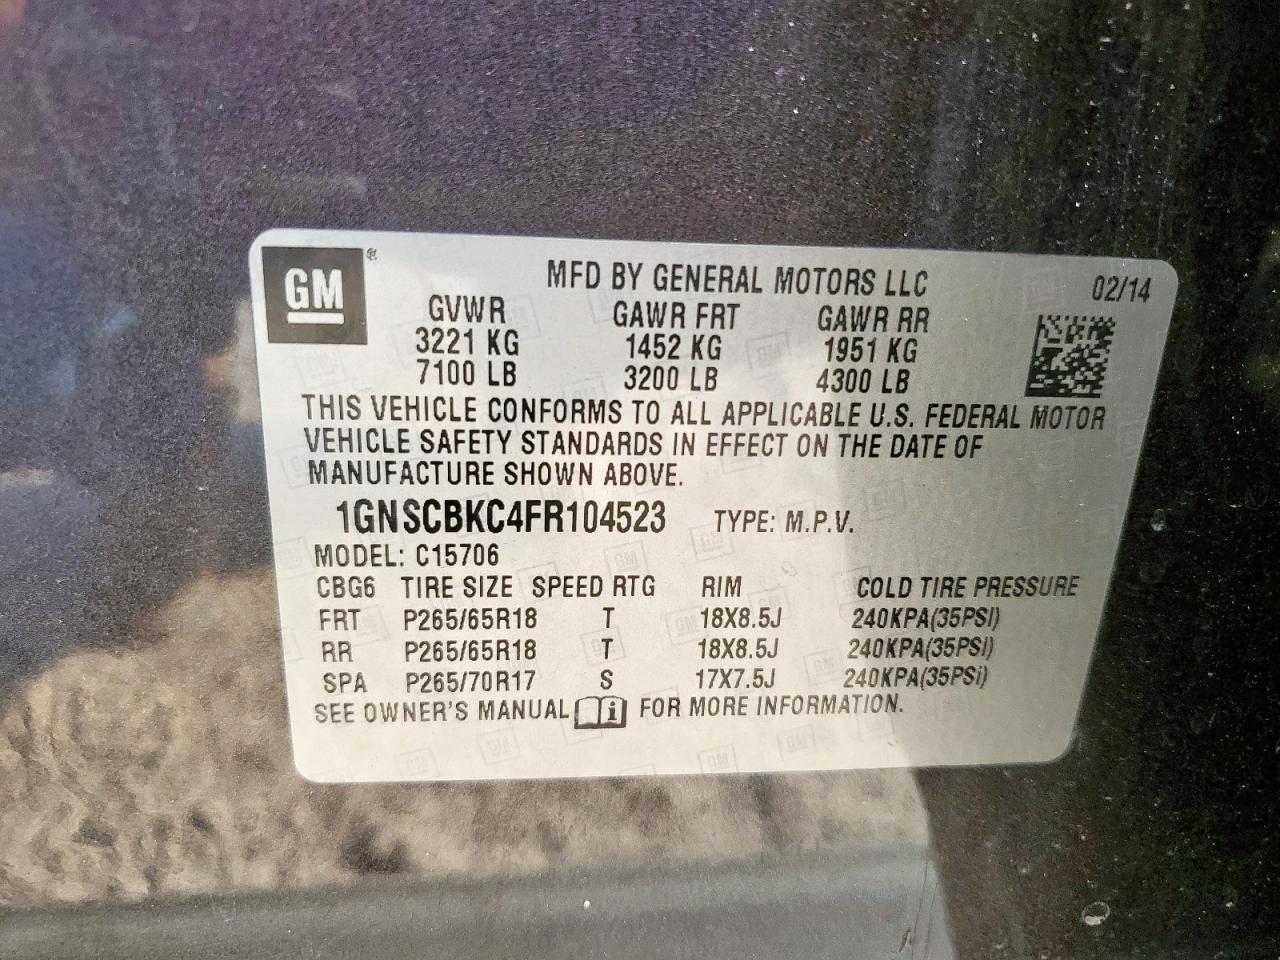 GM ®
MFD BY GENERAL MOTORS LLC 02/14
GVWR GAWR FRT GAWR RR
3221 KG 1452 KG 1951 KG
7100 LB 3200 LB 4300 LB
THIS VEHICLE CONFORMS TO ALL APPLICABLE U.S. FEDERAL MOTOR
VEHICLE SAFETY STANDARDS IN EFFECT ON THE DATE OF
MANUFACTURE SHOWN ABOVE.
1GNSCBKC4FR104523 TYPE: M.P.V.
MODEL: C15706
CBG6 TIRE SIZE SPEED RTG RIM COLD TIRE PRESSURE
FRT P265/65R18 T 18X8.5J 240KPA(35PSI)
RR P265/65R18 T 18X8.5J 240KPA(35PSI)
SPA P265/70R17 S 17X7.5J 240KPA(35PSI)
SEE OWNER'S MANUAL i FOR MORE INFORMATION.